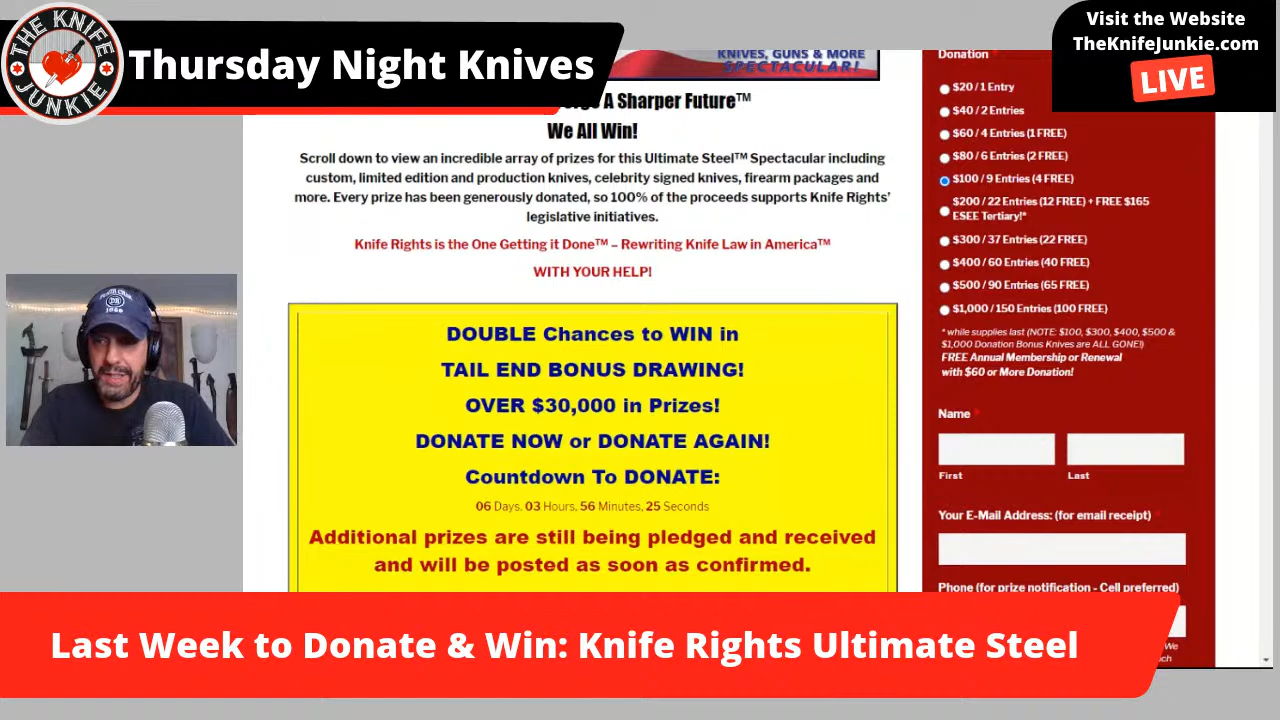 THE KNIFE
JUNKIE
Thursday Night Knives
Visit the Website
TheKnifeJunkie.com
LIVE
KNIVES, GUNS & MORE
SPECTACULAR!
A Sharper Future™
We All Win!
Scroll down to view an incredible array of prizes for this Ultimate Steel™ Spectacular including
custom, limited edition and production knives, celebrity signed knives, firearm packages and
more. Every prize has been generously donated, so 100% of the proceeds supports Knife Rights'
legislative initiatives.
Knife Rights is the One Getting it Done™ – Rewriting Knife Law in America™
WITH YOUR HELP!
DOUBLE Chances to WIN in
TAIL END BONUS DRAWING!
OVER $30,000 in Prizes!
DONATE NOW or DONATE AGAIN!
Countdown To DONATE:
06 Days, 03 Hours, 56 Minutes, 25 Seconds
Additional prizes are still being pledged and received
and will be posted as soon as confirmed.
Donation *
$20 / 1 Entry
$40 / 2 Entries
$60 / 4 Entries (1 FREE)
$80 / 6 Entries (2 FREE)
$100 / 9 Entries (4 FREE)
$200 / 22 Entries (12 FREE) + FREE $165
ESEE Tertiary!*
$300 / 37 Entries (22 FREE)
$400 / 60 Entries (40 FREE)
$500 / 90 Entries (65 FREE)
$1,000 / 150 Entries (100 FREE)
* while supplies last (NOTE: $100, $300, $400, $500 &
$1,000 Donation Bonus Knives are ALL GONE!)
FREE Annual Membership or Renewal
with $60 or More Donation!
Name *
First
Last
Your E-Mail Address: (for email receipt) *
Phone (for prize notification - Cell preferred)
We
Last Week to Donate & Win: Knife Rights Ultimate Steel